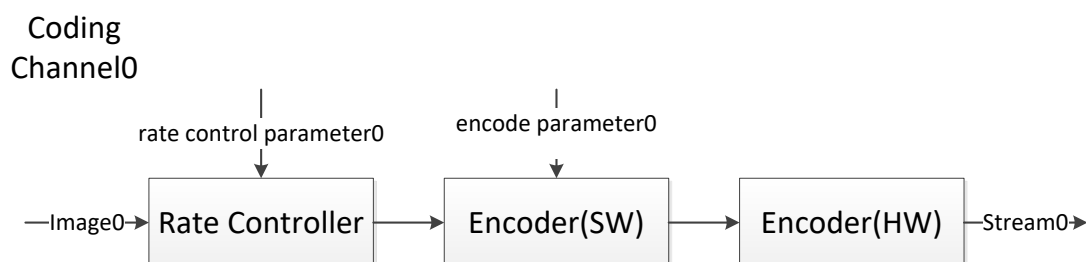 Coding
Channel0
rate control parameter0
encode parameter0
Image0
Rate Controller
Encoder(SW)
Encoder(HW)
Stream0